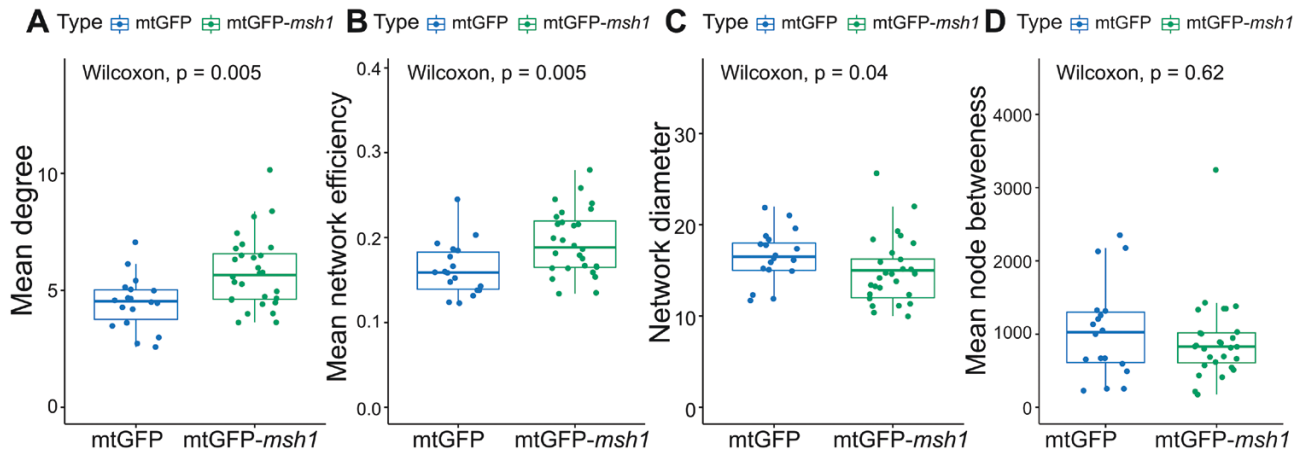 A Type mtGFP mtGFP-msh1
Wilcoxon, p = 0.005
Mean degree
10
5
0
mtGFP mtGFP-msh1
B Type mtGFP mtGFP-msh1
Wilcoxon, p = 0.005
Mean network efficiency
0.4
0.3
0.2
0.1
0.0
mtGFP mtGFP-msh1
C Type mtGFP mtGFP-msh1
Wilcoxon, p = 0.04
Network diameter
30
20
10
0
mtGFP mtGFP-msh1
D Type mtGFP mtGFP-msh1
Wilcoxon, p = 0.62
Mean node betweeness
4000
3000
2000
1000
0
mtGFP mtGFP-msh1